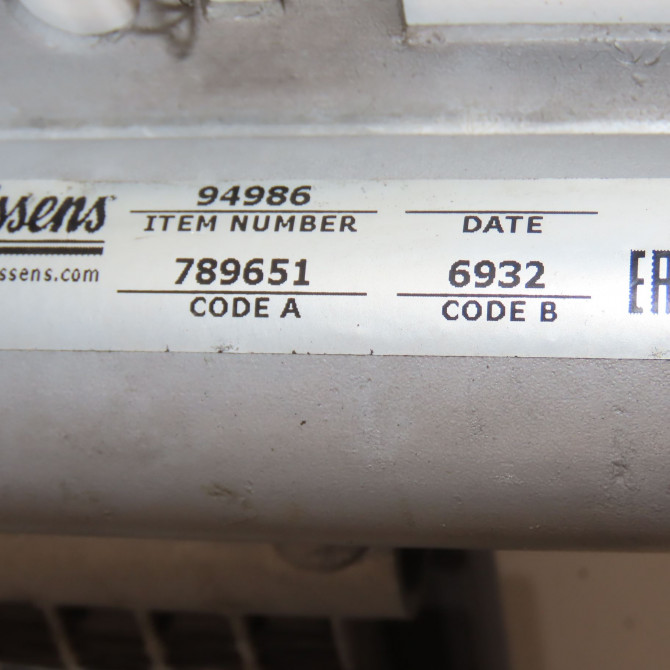 ssens
ssens.com
94986
ITEM NUMBER
DATE
789651
CODE A
6932
CODE B